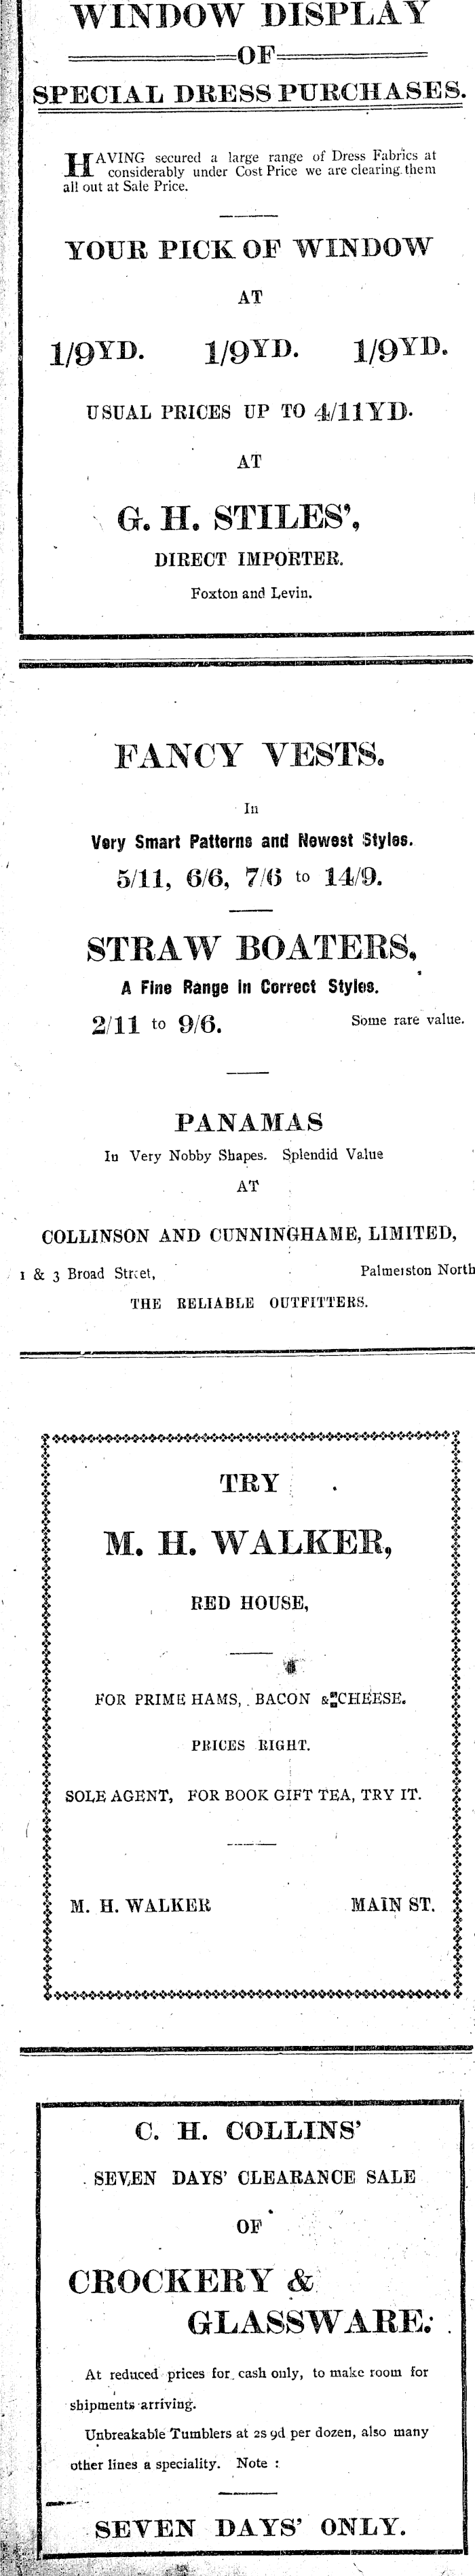 WINDOW DISPLAY
OF
SPECIAL DRESS PURCHASES.
HAVING secured a large range of Dress Fabrics at
considerably under Cost Price we are clearing them
all out at Sale Price.
YOUR PICK OF WINDOW
AT
1/9YD. 1/9YD. 1/9YD.
USUAL PRICES UP TO 4/11YD.
AT
G. H. STILES',
DIRECT IMPORTER.
Foxton and Levin.
FANCY VESTS.
In
Very Smart Patterns and Newest Styles.
5/11, 6/6, 7/6 to 14/9.
STRAW BOATERS,
A Fine Range in Correct Styles.
2/11 to 9/6. Some rare value.
PANAMAS
In Very Nobby Shapes. Splendid Value
AT
COLLINSON AND CUNNINGHAME, LIMITED,
1 & 3 Broad Street, Palmerston North
THE RELIABLE OUTFITTERS.
TRY
M. H. WALKER,
RED HOUSE,
FOR PRIME HAMS, BACON & CHEESE.
PRICES RIGHT.
SOLE AGENT, FOR BOOK GIFT TEA, TRY IT.
M. H. WALKER MAIN ST.
C. H. COLLINS'
SEVEN DAYS' CLEARANCE SALE
OF
CROCKERY &
GLASSWARE.
At reduced prices for cash only, to make room for
shipments arriving.
Unbreakable Tumblers at 2s 9d per dozen, also many
other lines a speciality. Note :
SEVEN DAYS' ONLY.